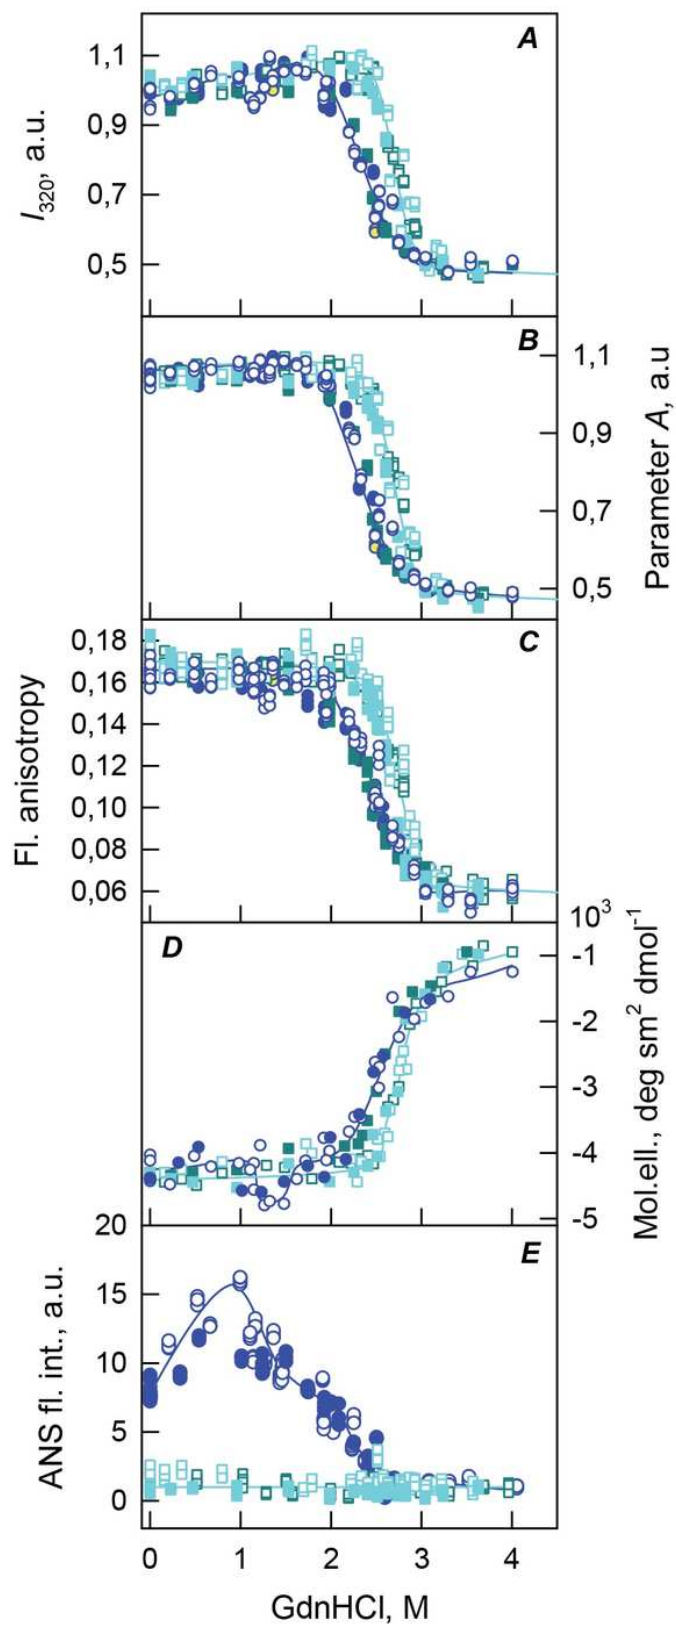 A
1,1
0,9
0,7
0,5
I320, a.u.
B
1,1
0,9
0,7
0,5
Parameter A, a.u
C
0,18
0,16
0,14
0,12
0,10
0,08
0,06
Fl. anisotropy
10³
D
-1
-2
-3
-4
-5
Mol.ell., deg sm² dmol⁻¹
E
20
15
10
5
0
ANS fl. int., a.u.
0 1 2 3 4
GdnHCl, M